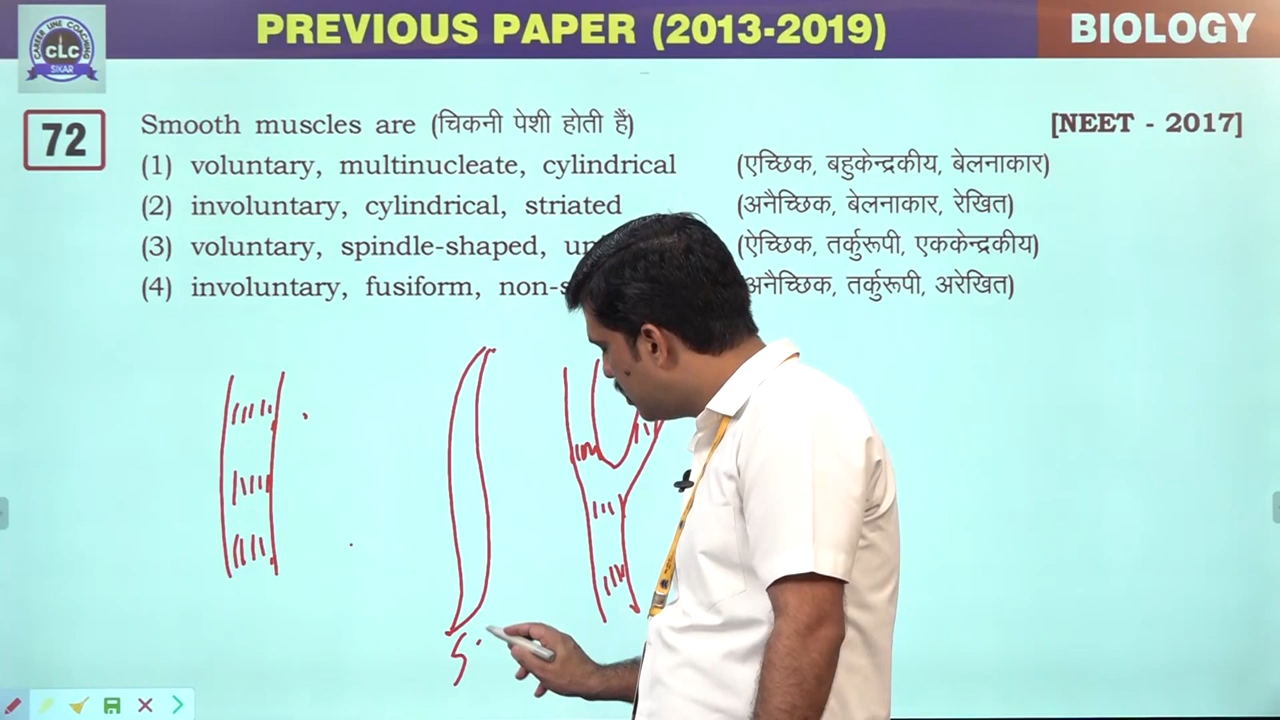 PREVIOUS PAPER (2013-2019)
BIOLOGY
CAREER LINE COACHING
CLC
SIKAR
72
Smooth muscles are (चिकनी पेशी होती हैं)
[NEET - 2017]
(1) voluntary, multinucleate, cylindrical (एच्छिक, बहुकेन्द्रकीय, बेलनाकार)
(2) involuntary, cylindrical, striated (अनैच्छिक, बेलनाकार, रेखित)
(3) voluntary, spindle-shaped, (ऐच्छिक, तर्कुरूपी, एककेन्द्रकीय)
(4) involuntary, fusiform, अनैच्छिक, तर्कुरूपी, अरेखित)
S